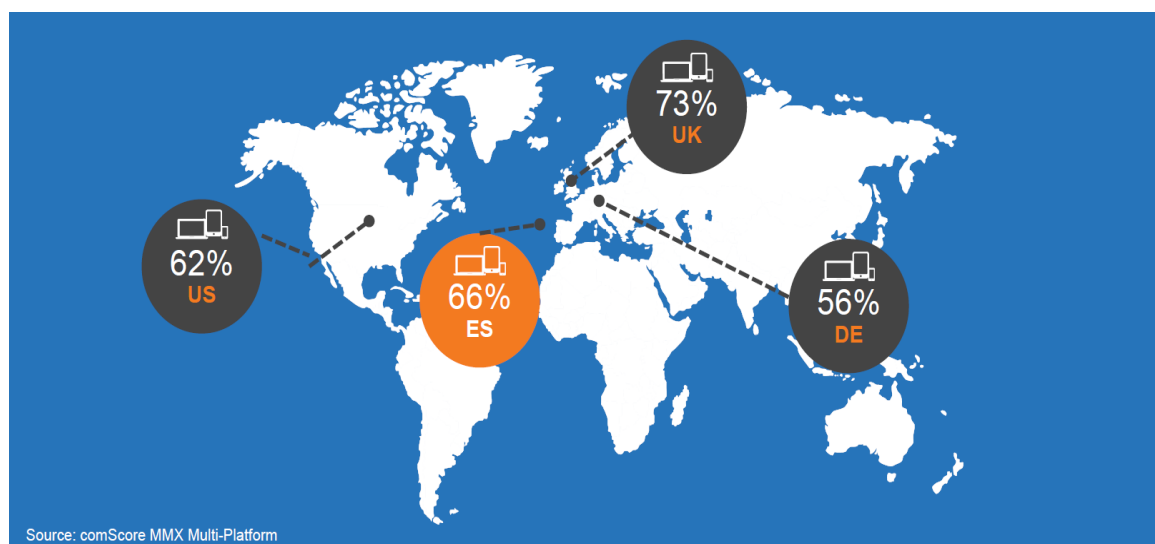 73%
UK
62%
US
66%
ES
56%
DE
Source: comScore MMX Multi-Platform